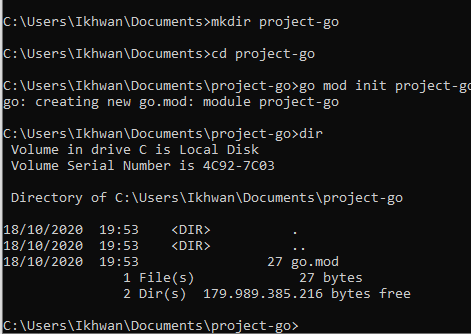 C:\Users\Ikhwan\Documents>mkdir project-go
C:\Users\Ikhwan\Documents>cd project-go
C:\Users\Ikhwan\Documents\project-go>go mod init project-go
go: creating new go.mod: module project-go
C:\Users\Ikhwan\Documents\project-go>dir
Volume in drive C is Local Disk
Volume Serial Number is 4C92-7C03
Directory of C:\Users\Ikhwan\Documents\project-go
18/10/2020 19:53 <DIR> .
18/10/2020 19:53 <DIR> ..
18/10/2020 19:53 27 go.mod
1 File(s) 27 bytes
2 Dir(s) 179.989.385.216 bytes free
C:\Users\Ikhwan\Documents\project-go>